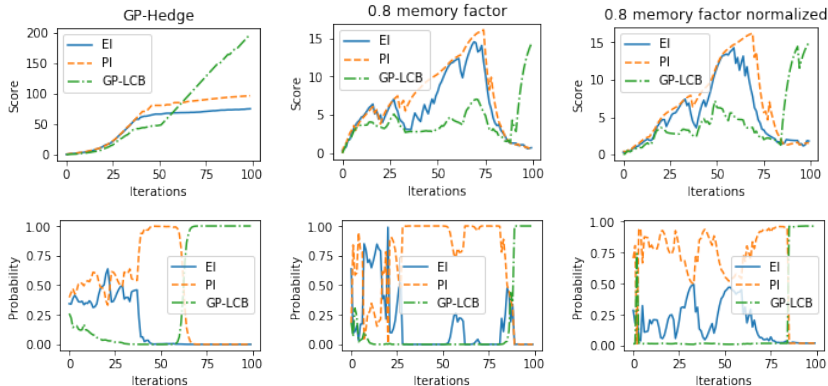 GP-Hedge
0.8 memory factor
0.8 memory factor normalized
200
150
100
50
0
Score
EI
PI
GP-LCB
0 25 50 75 100
Iterations
15
10
5
0
Score
EI
PI
GP-LCB
0 25 50 75 100
Iterations
15
10
5
0
Score
EI
PI
GP-LCB
0 25 50 75 100
Iterations
1.00
0.75
0.50
0.25
0.00
Probability
EI
PI
GP-LCB
0 25 50 75 100
Iterations
1.00
0.75
0.50
0.25
0.00
Probability
EI
PI
GP-LCB
0 25 50 75 100
Iterations
1.00
0.75
0.50
0.25
0.00
Probability
EI
PI
GP-LCB
0 25 50 75 100
Iterations